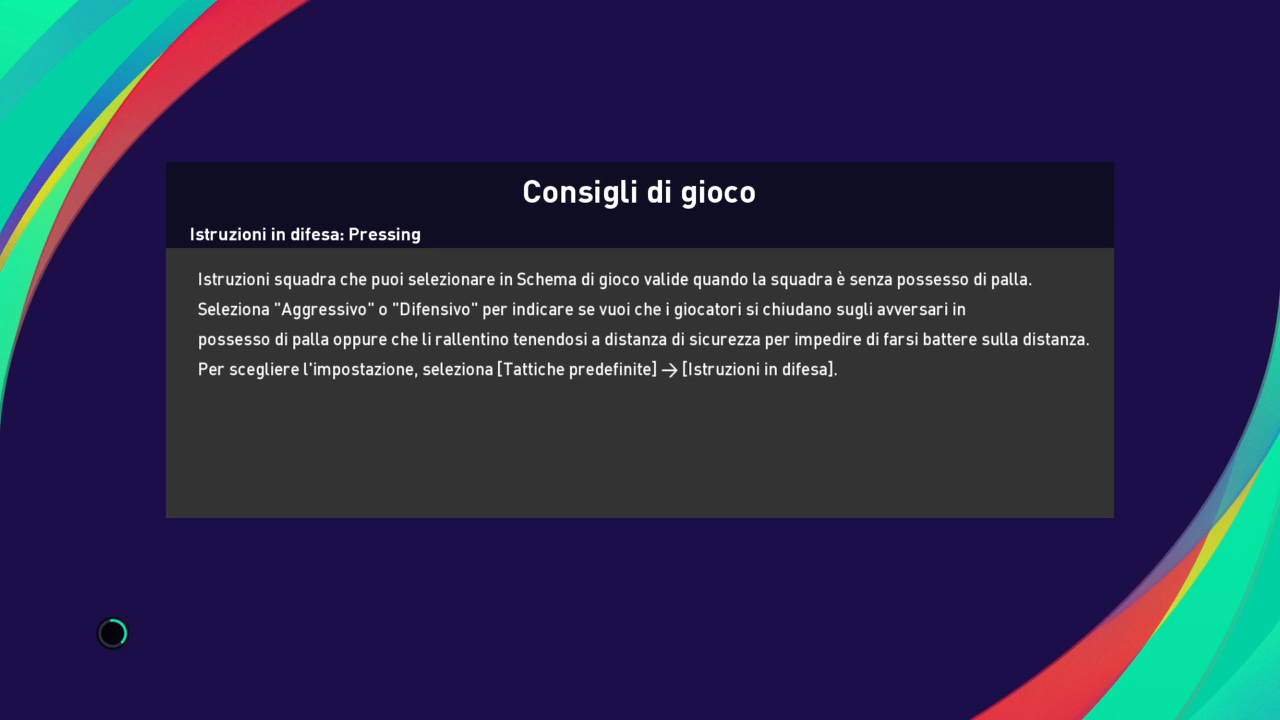 Consigli di gioco
Istruzioni in difesa: Pressing
Istruzioni squadra che puoi selezionare in Schema di gioco valide quando la squadra è senza possesso di palla.
Seleziona "Aggressivo" o "Difensivo" per indicare se vuoi che i giocatori si chiudano sugli avversari in
possesso di palla oppure che li rallentino tenendosi a distanza di sicurezza per impedire di farsi battere sulla distanza.
Per scegliere l'impostazione, seleziona [Tattiche predefinite] → [Istruzioni in difesa].